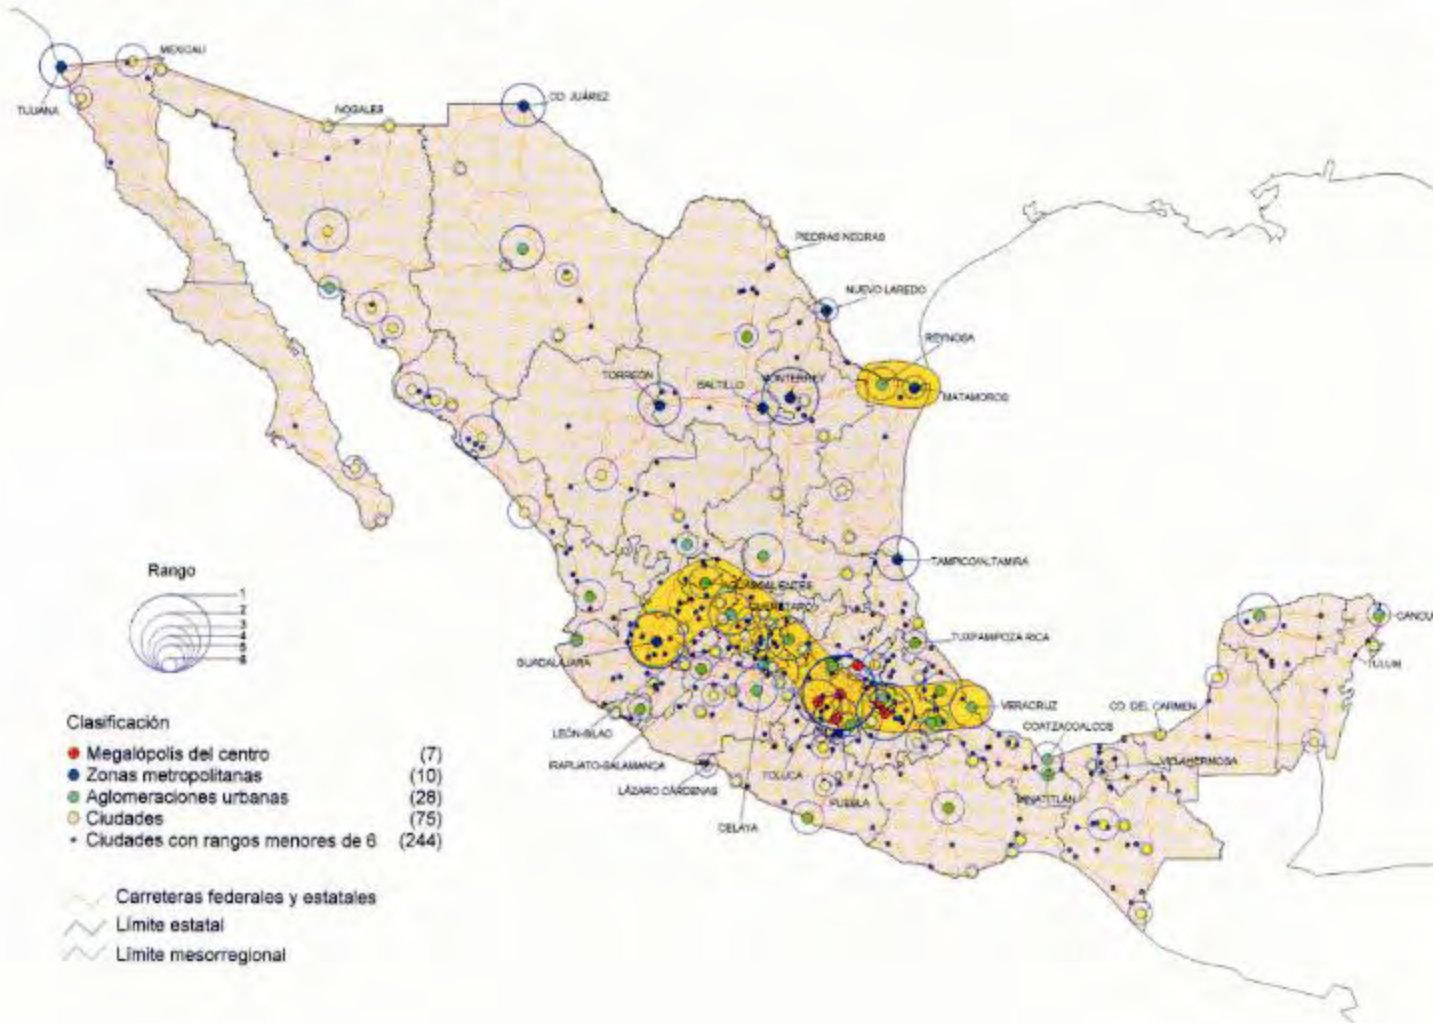 MEXICALI
TIJUANA
NOGALES
CD. JUÁREZ
PIEDRAS NEGRAS
NUEVO LAREDO
REYNOSA
MATAMOROS
TORREÓN
SALTILLO
MONTERREY
TAMPICO/ALTAMIRA
AGUASCALIENTES
QUERÉTARO
GUADALAJARA
TUXPAM/POZA RICA
CANCU
TULUM
VERACRUZ
CD. DEL CARMEN
COATZACOALCOS
LEÓN-SILAO
IRAPUATO-SALAMANCA
LÁZARO CÁRDENAS
TOLUCA
PUEBLA
CELAYA
VILLAHERMOSA
MINATITLÁN
Rango
1
2
3
4
5
6
Clasificación
Megalópolis del centro (7)
Zonas metropolitanas (10)
Aglomeraciones urbanas (28)
Ciudades (75)
Ciudades con rangos menores de 6 (244)
Carreteras federales y estatales
Límite estatal
Límite mesorregional